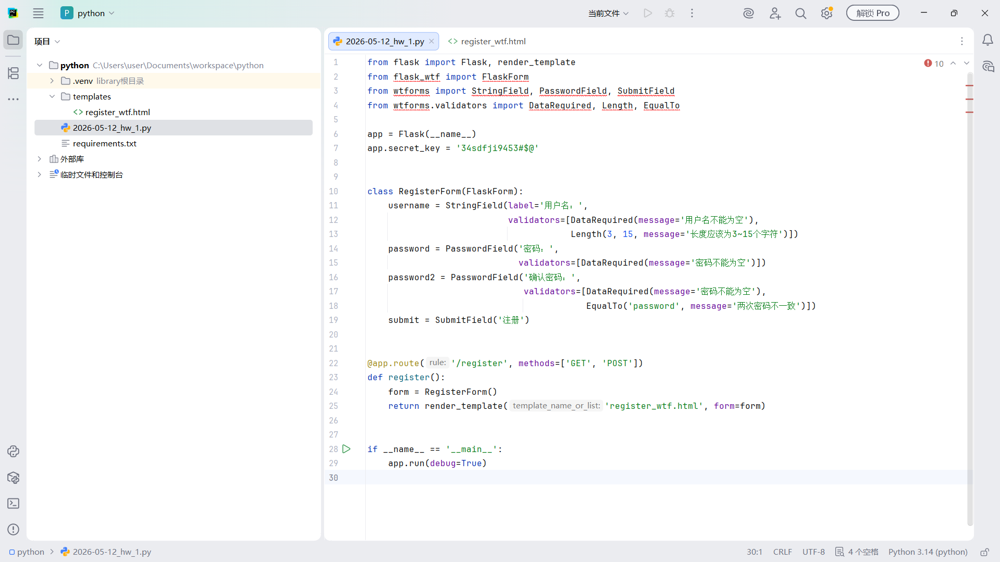 PC
P python
当前文件
解锁 Pro
项目
python C:\Users\user\Documents\workspace\python
.venv library根目录
templates
<> register_wtf.html
2026-05-12_hw_1.py
requirements.txt
外部库
临时文件和控制台
2026-05-12_hw_1.py
<> register_wtf.html
10
1 from flask import Flask, render_template
2 from flask_wtf import FlaskForm
3 from wtforms import StringField, PasswordField, SubmitField
4 from wtforms.validators import DataRequired, Length, EqualTo
5
6 app = Flask(__name__)
7 app.secret_key = '34sdfji9453#$@'
8
9
10 class RegisterForm(FlaskForm):
11     username = StringField(label='用户名：',
12                            validators=[DataRequired(message='用户名不能为空'),
13                                        Length(3, 15, message='长度应该为3~15个字符')])
14     password = PasswordField('密码：',
15                              validators=[DataRequired(message='密码不能为空')])
16     password2 = PasswordField('确认密码：',
17                               validators=[DataRequired(message='密码不能为空'),
18                                           EqualTo('password', message='两次密码不一致')])
19     submit = SubmitField('注册')
20
21
22 @app.route( rule: '/register', methods=['GET', 'POST'])
23 def register():
24     form = RegisterForm()
25     return render_template( template_name_or_list: 'register_wtf.html', form=form)
26
27
28 if __name__ == '__main__':
29     app.run(debug=True)
30
python > 2026-05-12_hw_1.py
30:1 CRLF UTF-8 4 个空格 Python 3.14 (python)